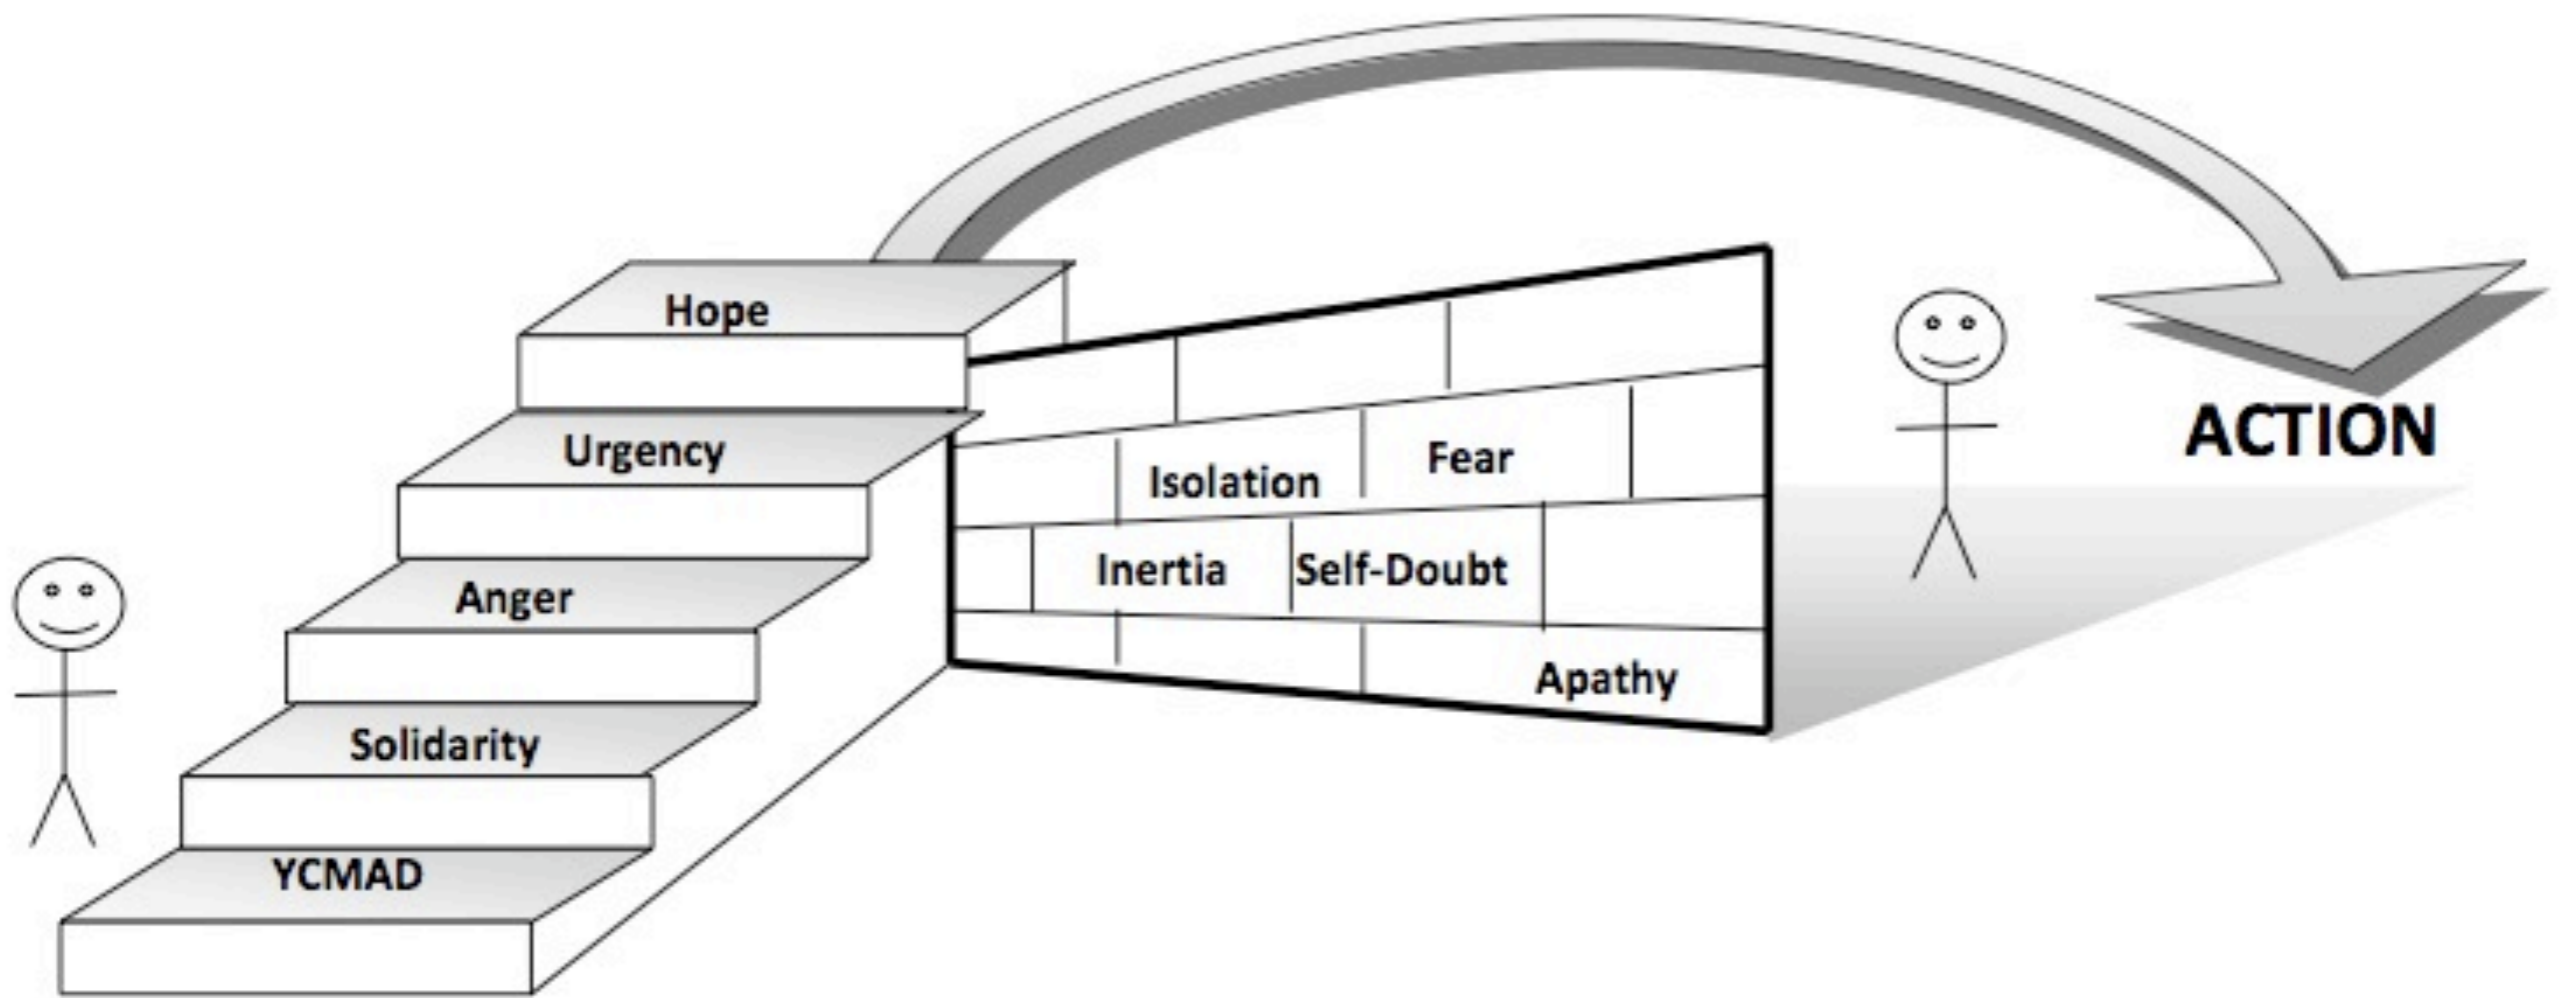 Hope
Urgency
Anger
Solidarity
YCMAD
Isolation
Fear
Inertia
Self-Doubt
Apathy
ACTION